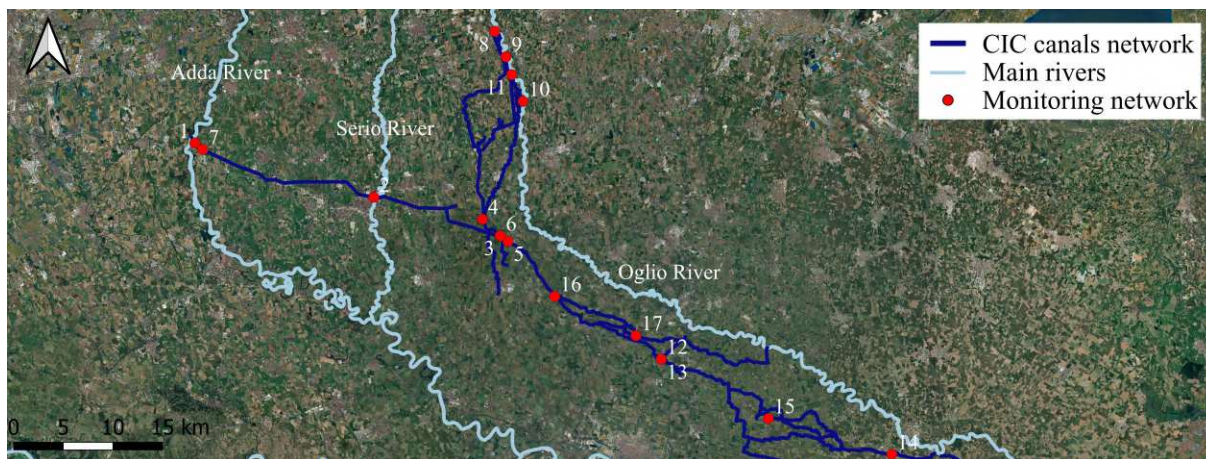 CIC canals network
Main rivers
Monitoring network
8
9
Adda River
11
10
1
7
Serio River
2
4
6
3
5
Oglio River
16
17
12
13
15
14
0 5 10 15 km